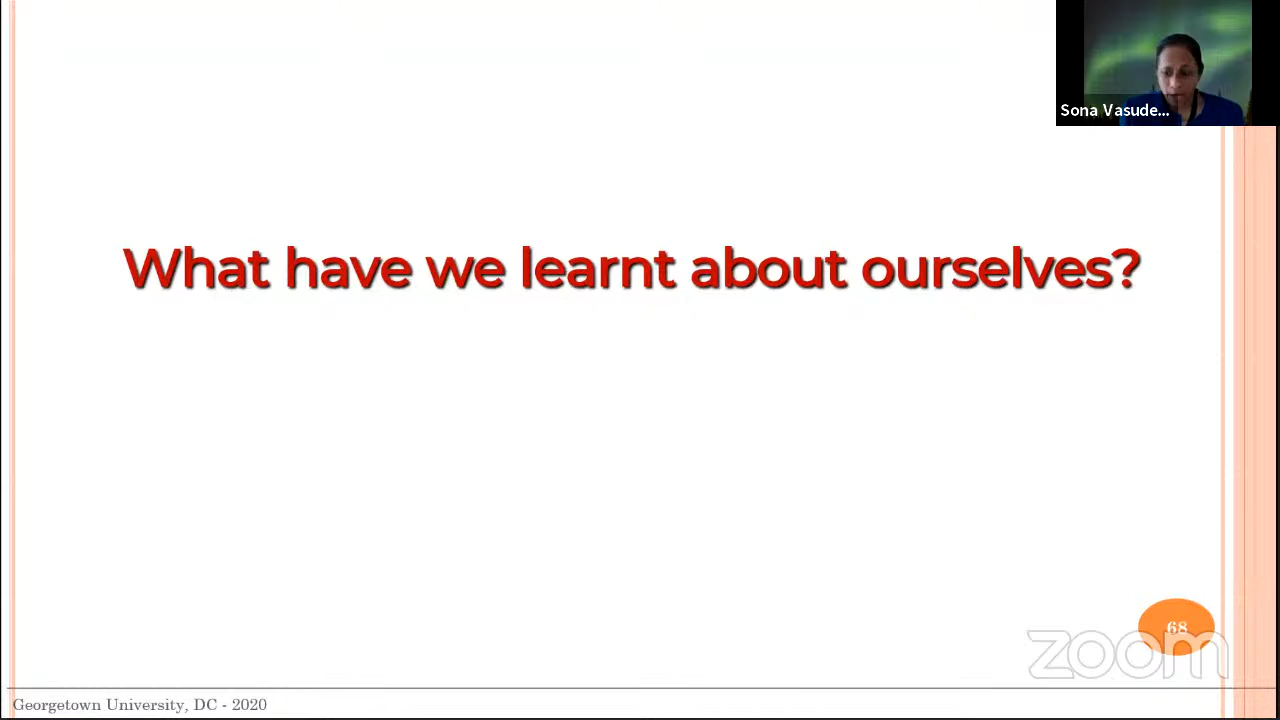 Sona Vasude...
What have we learnt about ourselves?
68
zoom
Georgetown University, DC - 2020